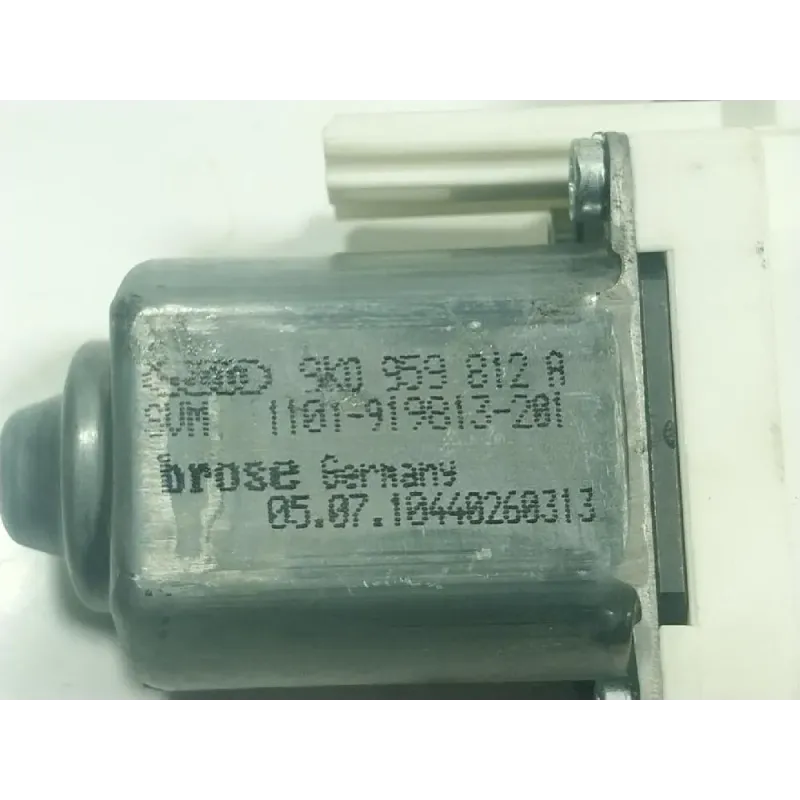 9K0 959 812 A
1101-919813-201
brose Germany
05.07.10440260313